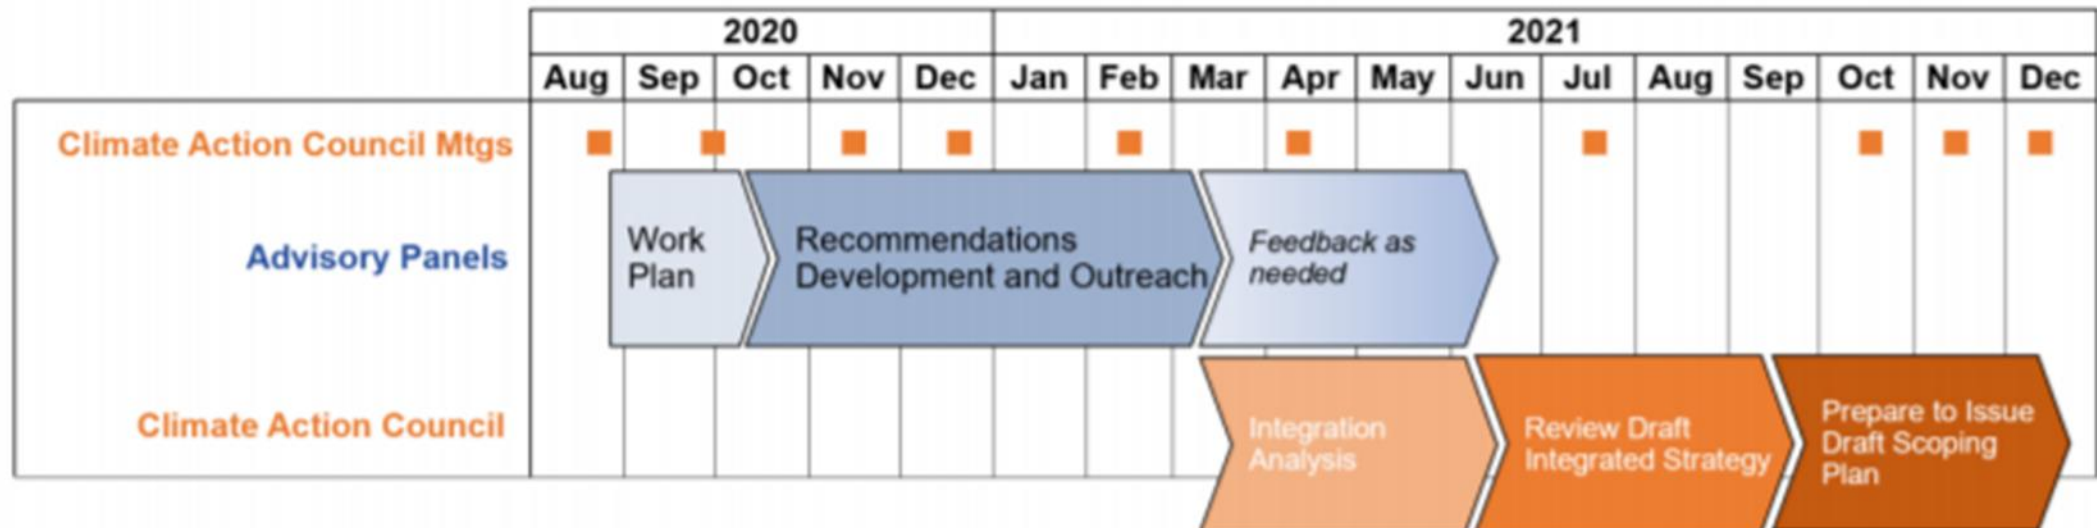 2020 2021
Aug Sep Oct Nov Dec Jan Feb Mar Apr May Jun Jul Aug Sep Oct Nov Dec
Climate Action Council Mtgs
Advisory Panels
Work
Plan
Recommendations
Development and Outreach
Feedback as
needed
Climate Action Council
Integration
Analysis
Review Draft
Integrated Strategy
Prepare to Issue
Draft Scoping
Plan